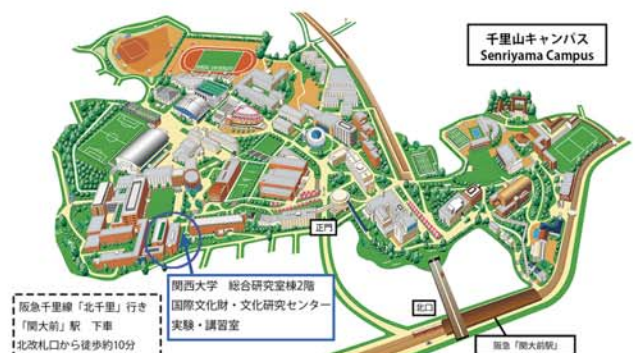 千里山キャンパス
Senriyama Campus
正門
関西大学 総合研究室棟2階
国際文化財・文化研究センター
実験・講習室
北口
阪急千里線「北千里」行き
「関大前」駅 下車
北改札口から徒歩約10分
阪急「関大前駅」